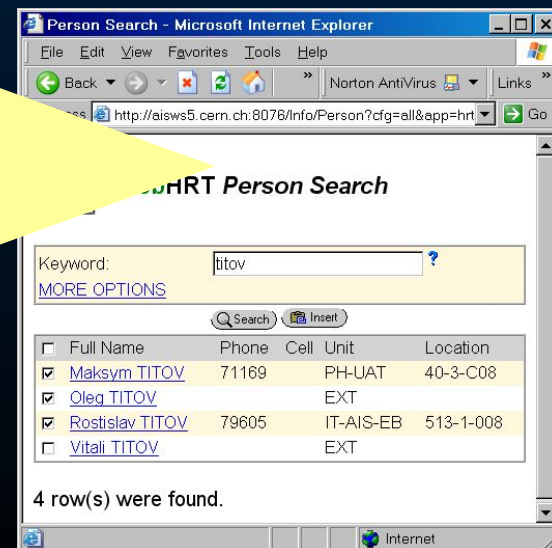 Person Search - Microsoft Internet Explorer
File Edit View Favorites Tools Help
Back » Norton AntiVirus Links »
http://aisws5.cern.ch:8076/Info/Person?cfg=all&app=hrt Go
HRT Person Search
Keyword: titov ?
MORE OPTIONS
Search Insert
Full Name Phone Cell Unit Location
Maksym TITOV 71169 PH-UAT 40-3-C08
Oleg TITOV EXT
Rostislav TITOV 79605 IT-AIS-EB 513-1-008
Vitali TITOV EXT
4 row(s) were found.
Internet